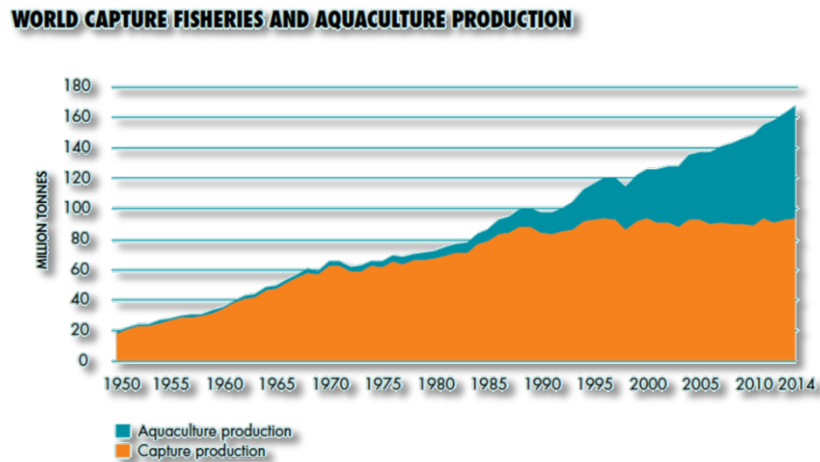 WORLD CAPTURE FISHERIES AND AQUACULTURE PRODUCTION
180
160
140
120
100
80
60
40
20
0
MILLION TONNES
1950 1955 1960 1965 1970 1975 1980 1985 1990 1995 2000 2005 2010 2014
Aquaculture production
Capture production